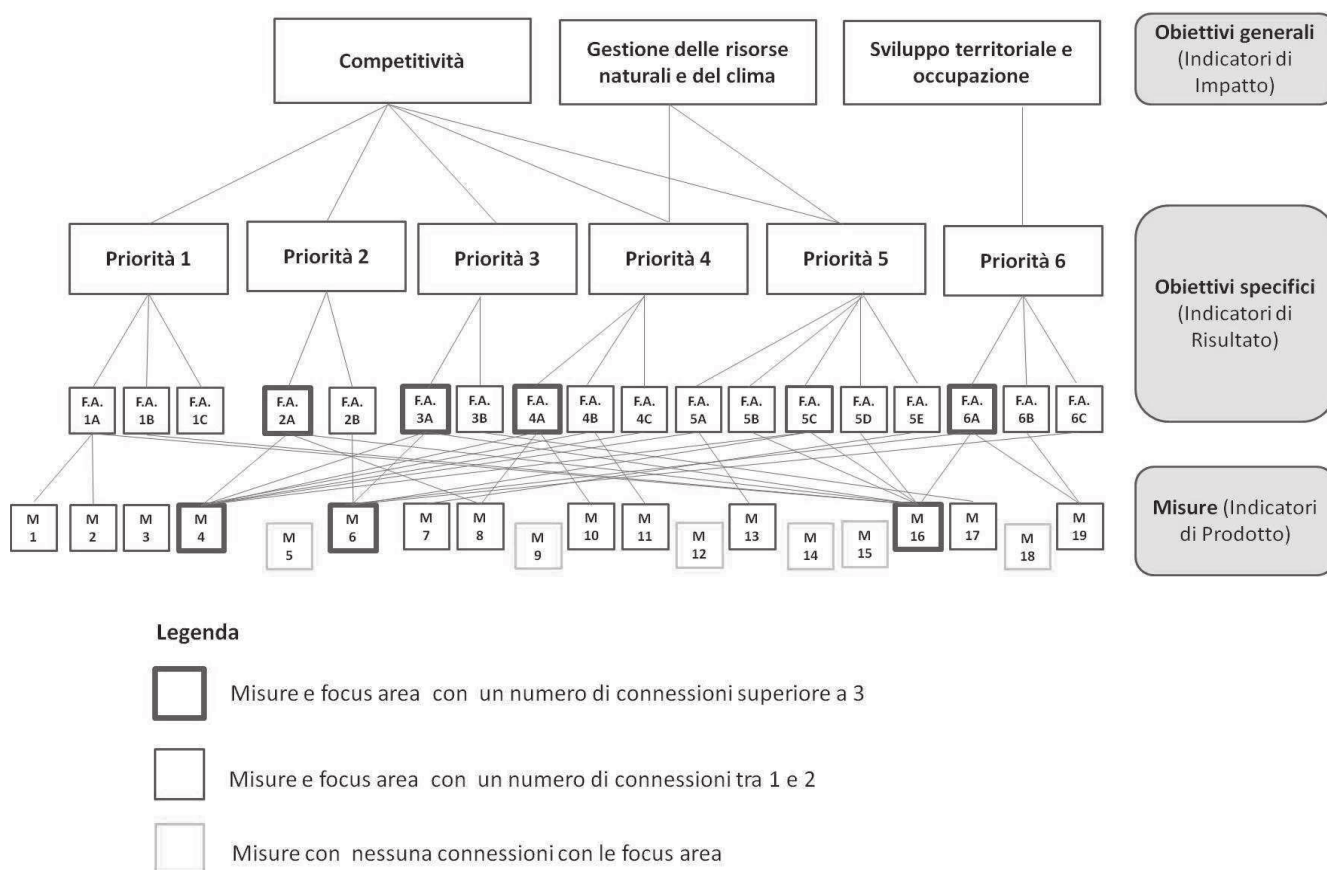 Competitività
Gestione delle risorse
naturali e del clima
Sviluppo territoriale e
occupazione
Obiettivi generali
(Indicatori di
Impatto)
Priorità 1
Priorità 2
Priorità 3
Priorità 4
Priorità 5
Priorità 6
Obiettivi specifici
(Indicatori di
Risultato)
F.A.
1A
F.A.
1B
F.A.
1C
F.A.
2A
F.A.
2B
F.A.
3A
F.A.
3B
F.A.
4A
F.A.
4B
F.A.
4C
F.A.
5A
F.A.
5B
F.A.
5C
F.A.
5D
F.A.
5E
F.A.
6A
F.A.
6B
F.A.
6C
M
1
M
2
M
3
M
4
M
5
M
6
M
7
M
8
M
9
M
10
M
11
M
12
M
13
M
14
M
15
M
16
M
17
M
18
M
19
Misure (Indicatori
di Prodotto)
Legenda
Misure e focus area con un numero di connessioni superiore a 3
Misure e focus area con un numero di connessioni tra 1 e 2
Misure con nessuna connessioni con le focus area